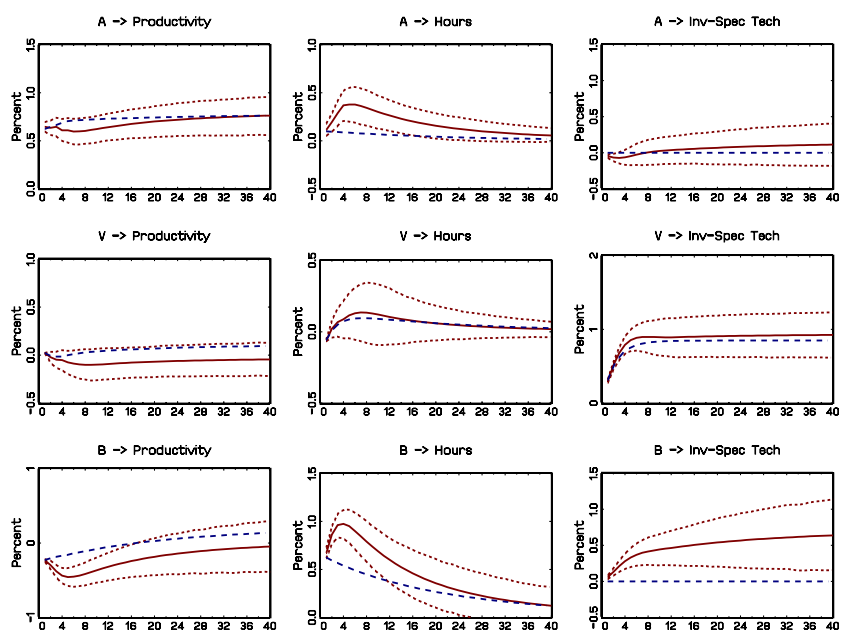 A -> Productivity
A -> Hours
A -> Inv-Spec Tech
Percent
1.5
1.0
0.5
0.0
0 4 8 12 16 20 24 28 32 36 40
Percent
1.0
0.5
0.0
-0.5
0 4 8 12 16 20 24 28 32 36 40
Percent
1.5
1.0
0.5
0.0
-0.5
0 4 8 12 16 20 24 28 32 36 40
V -> Productivity
V -> Hours
V -> Inv-Spec Tech
Percent
1.0
0.5
0.0
-0.5
0 4 8 12 16 20 24 28 32 36 40
Percent
0.5
0.0
-0.5
0 4 8 12 16 20 24 28 32 36 40
Percent
2
1
0
0 4 8 12 16 20 24 28 32 36 40
B -> Productivity
B -> Hours
B -> Inv-Spec Tech
Percent
1
0
-1
0 4 8 12 16 20 24 28 32 36 40
Percent
1.5
1.0
0.5
0.0
0 4 8 12 16 20 24 28 32 36 40
Percent
1.5
1.0
0.5
0.0
-0.5
0 4 8 12 16 20 24 28 32 36 40